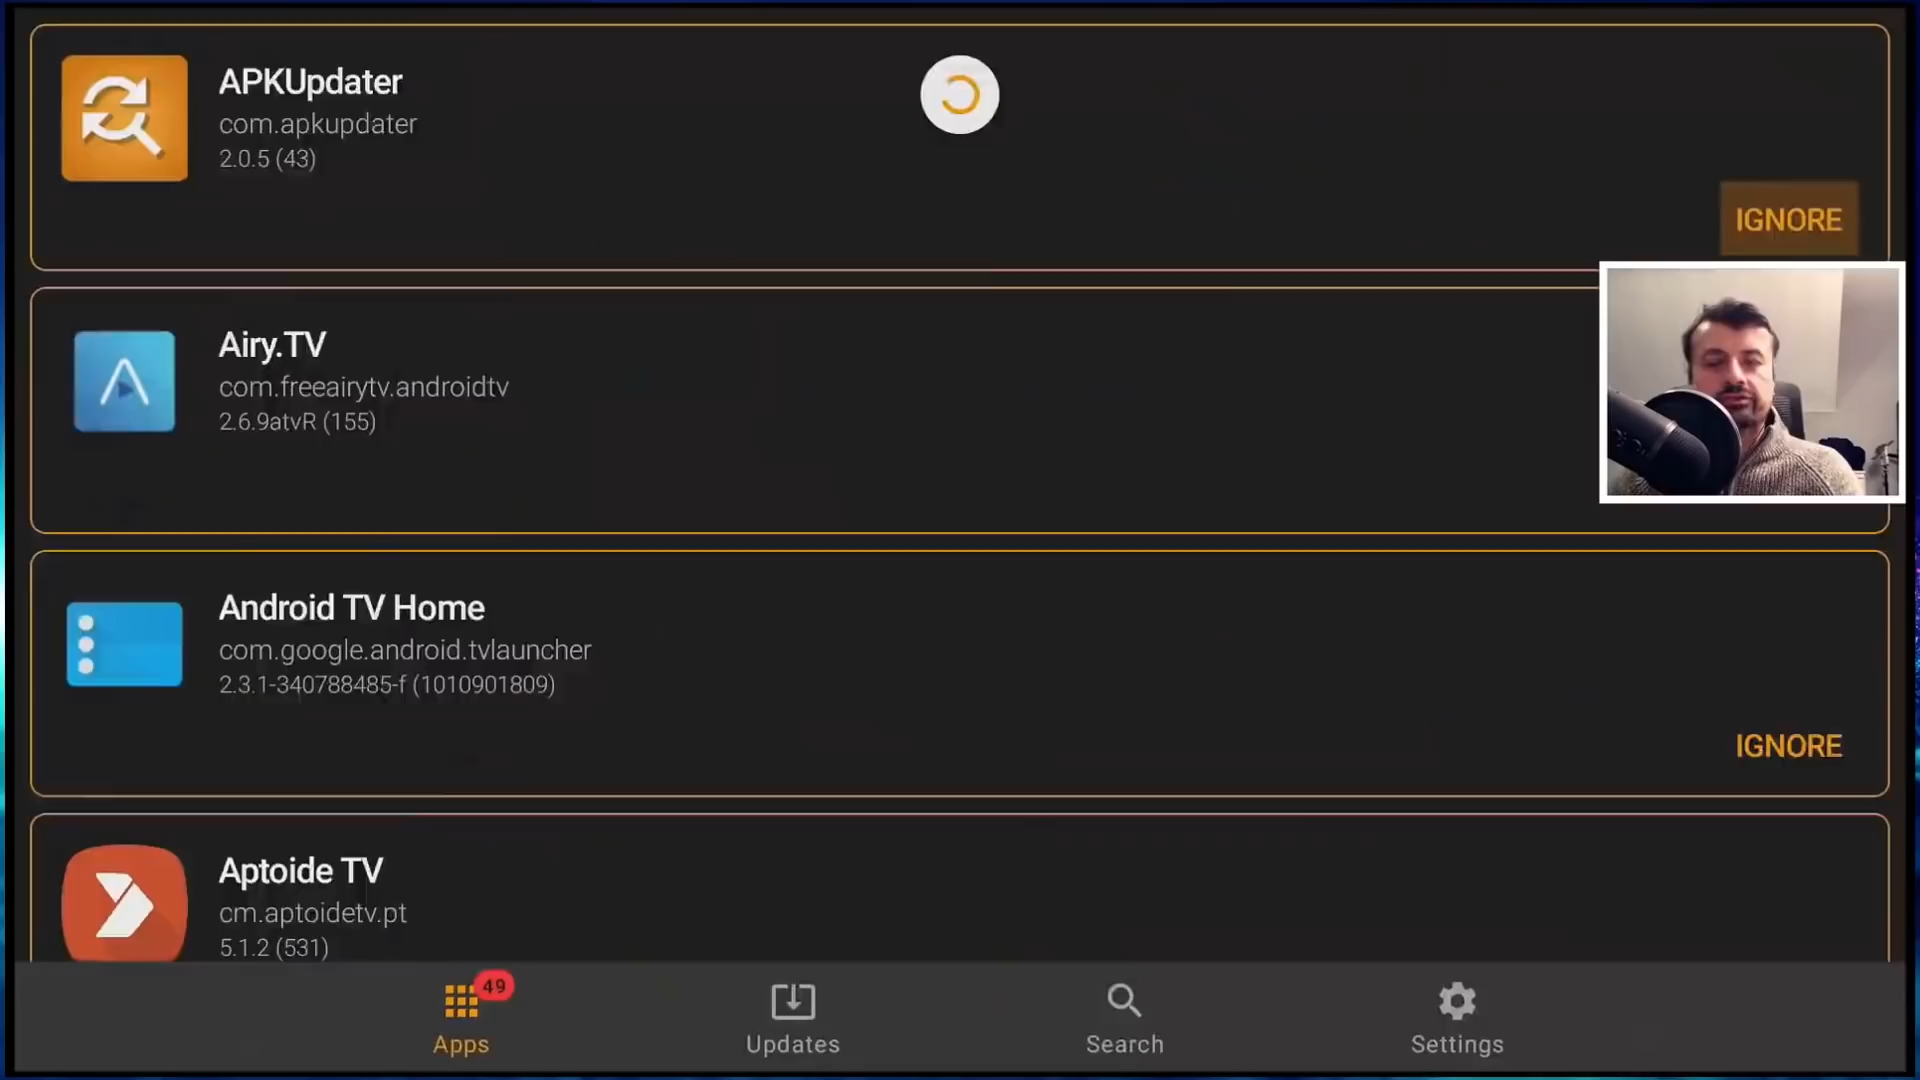 APKUpdater
com.apkupdater
2.0.5 (43)
IGNORE
Airy.TV
com.freeairytv.androidtv
2.6.9atvR (155)
Android TV Home
com.google.android.tvlauncher
2.3.1-340788485-f (1010901809)
IGNORE
Aptoide TV
cm.aptoidetv.pt
5.1.2 (531)
49
Apps
Updates
Search
Settings